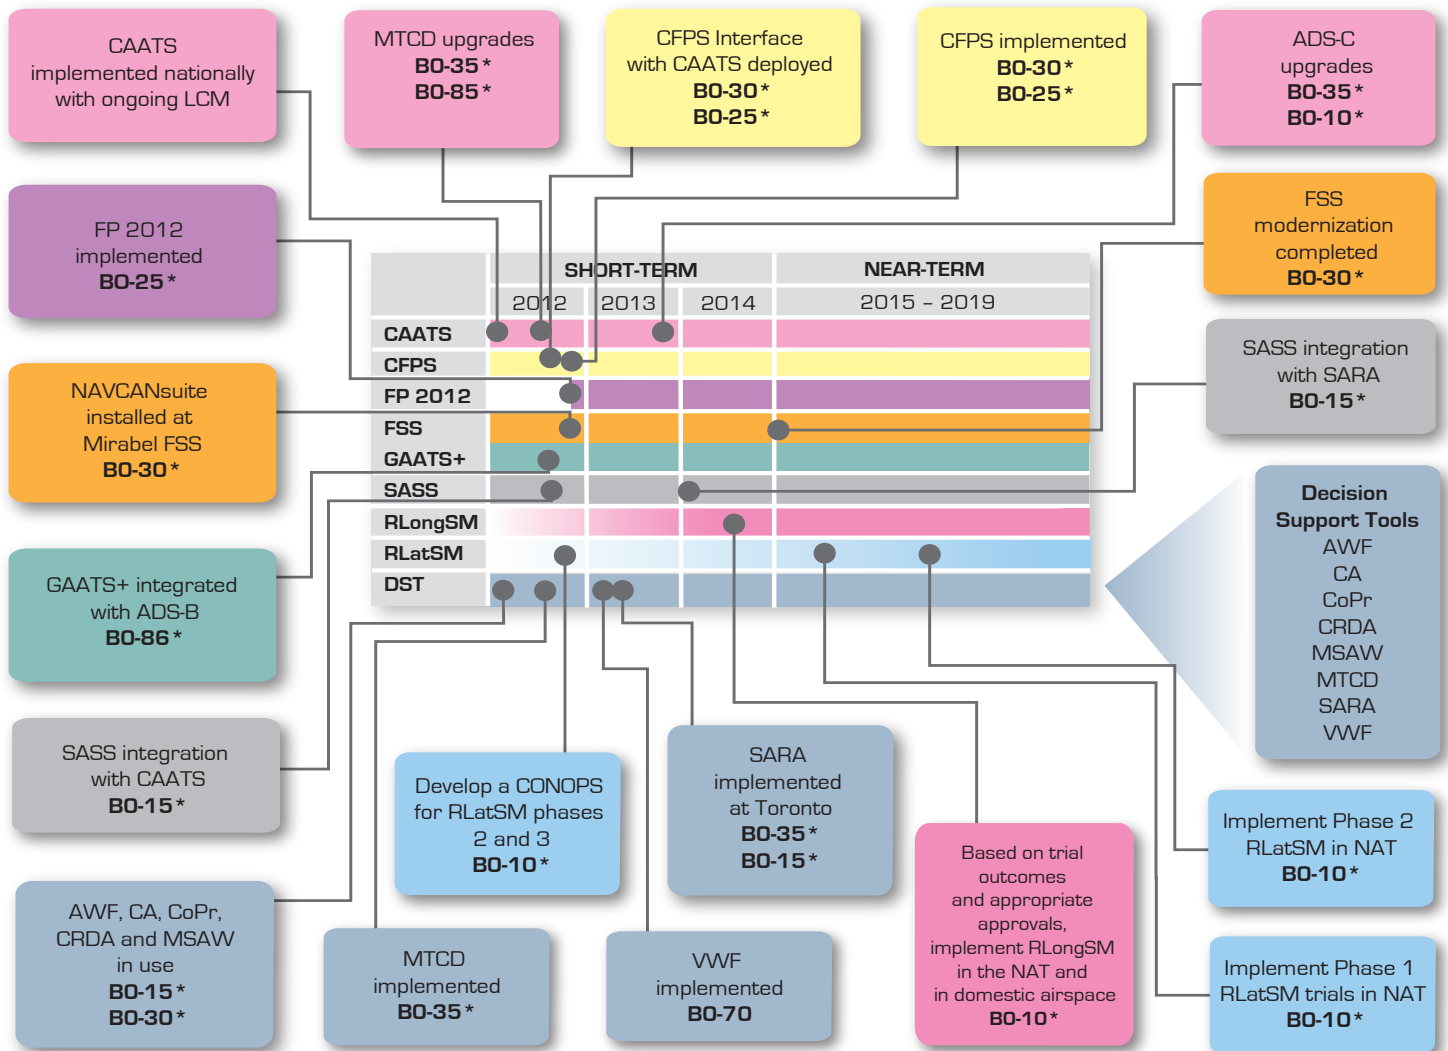 CAATS
implemented nationally
with ongoing LCM
MTCD upgrades
B0-35*
B0-85*
CFPS Interface
with CAATS deployed
B0-30*
B0-25*
CFPS implemented
B0-30*
B0-25*
ADS-C
upgrades
B0-35*
B0-10*
FP 2012
implemented
B0-25*
FSS
modernization
completed
B0-30*
SHORT-TERM
NEAR-TERM
2012
2013
2014
2015 – 2019
CAATS
CFPS
FP 2012
FSS
GAATS+
SASS
RLongSM
RLatSM
DST
NAVCANsuite
installed at
Mirabel FSS
B0-30*
SASS integration
with SARA
B0-15*
GAATS+ integrated
with ADS-B
B0-86*
Decision
Support Tools
AWF
CA
CoPr
CRDA
MSAW
MTCD
SARA
VWF
SASS integration
with CAATS
B0-15*
Develop a CONOPS
for RLatSM phases
2 and 3
B0-10*
SARA
implemented
at Toronto
B0-35*
B0-15*
Based on trial
outcomes
and appropriate
approvals,
implement RLongSM
in the NAT and
in domestic airspace
B0-10*
Implement Phase 2
RLatSM in NAT
B0-10*
AWF, CA, CoPr,
CRDA and MSAW
in use
B0-15*
B0-30*
MTCD
implemented
B0-35*
VWF
implemented
B0-70
Implement Phase 1
RLatSM trials in NAT
B0-10*